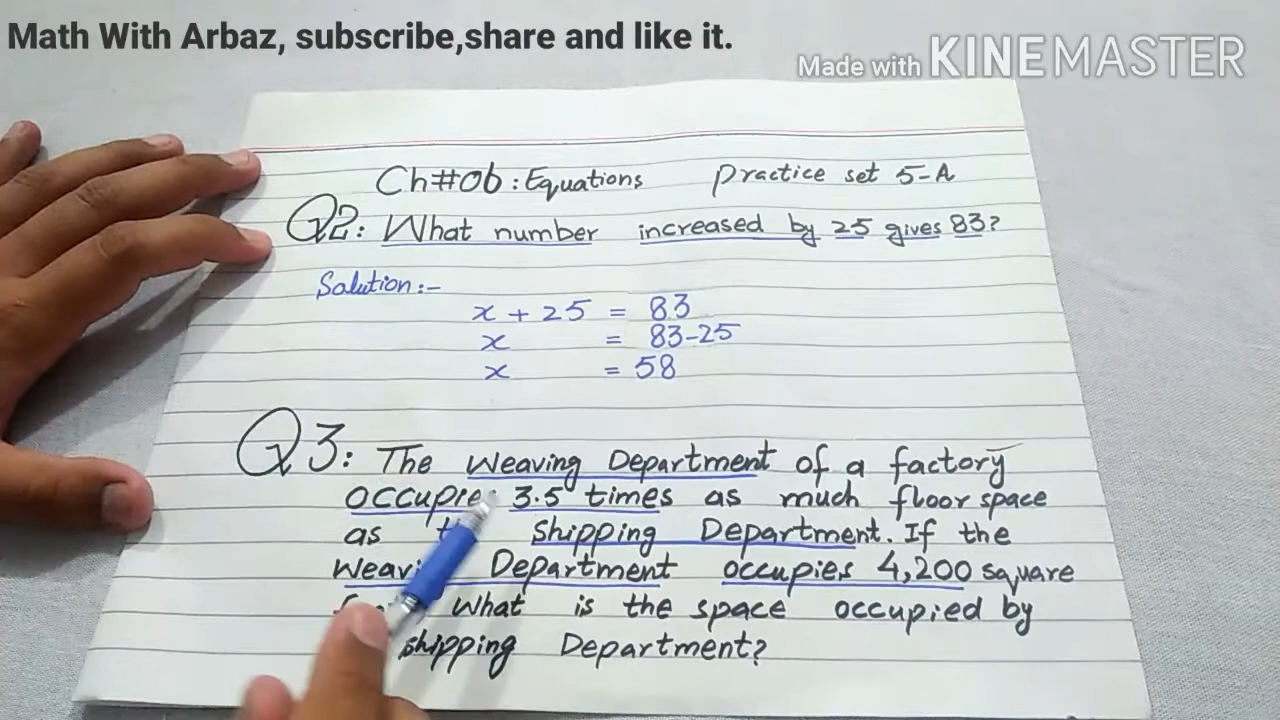 Math With Arbaz, subscribe,share and like it.
Made with KINEMASTER
Ch#06: Equations Practice set 5-A
Q2: What number increased by 25 gives 83?
Solution:-
x + 25 = 83
x = 83-25
x = 58
Q3: The Weaving Department of a factory
occupie 3.5 times as much floor space
as shipping Department. If the
Department occupies 4,200 square
What is the space occupied by
shipping Department?